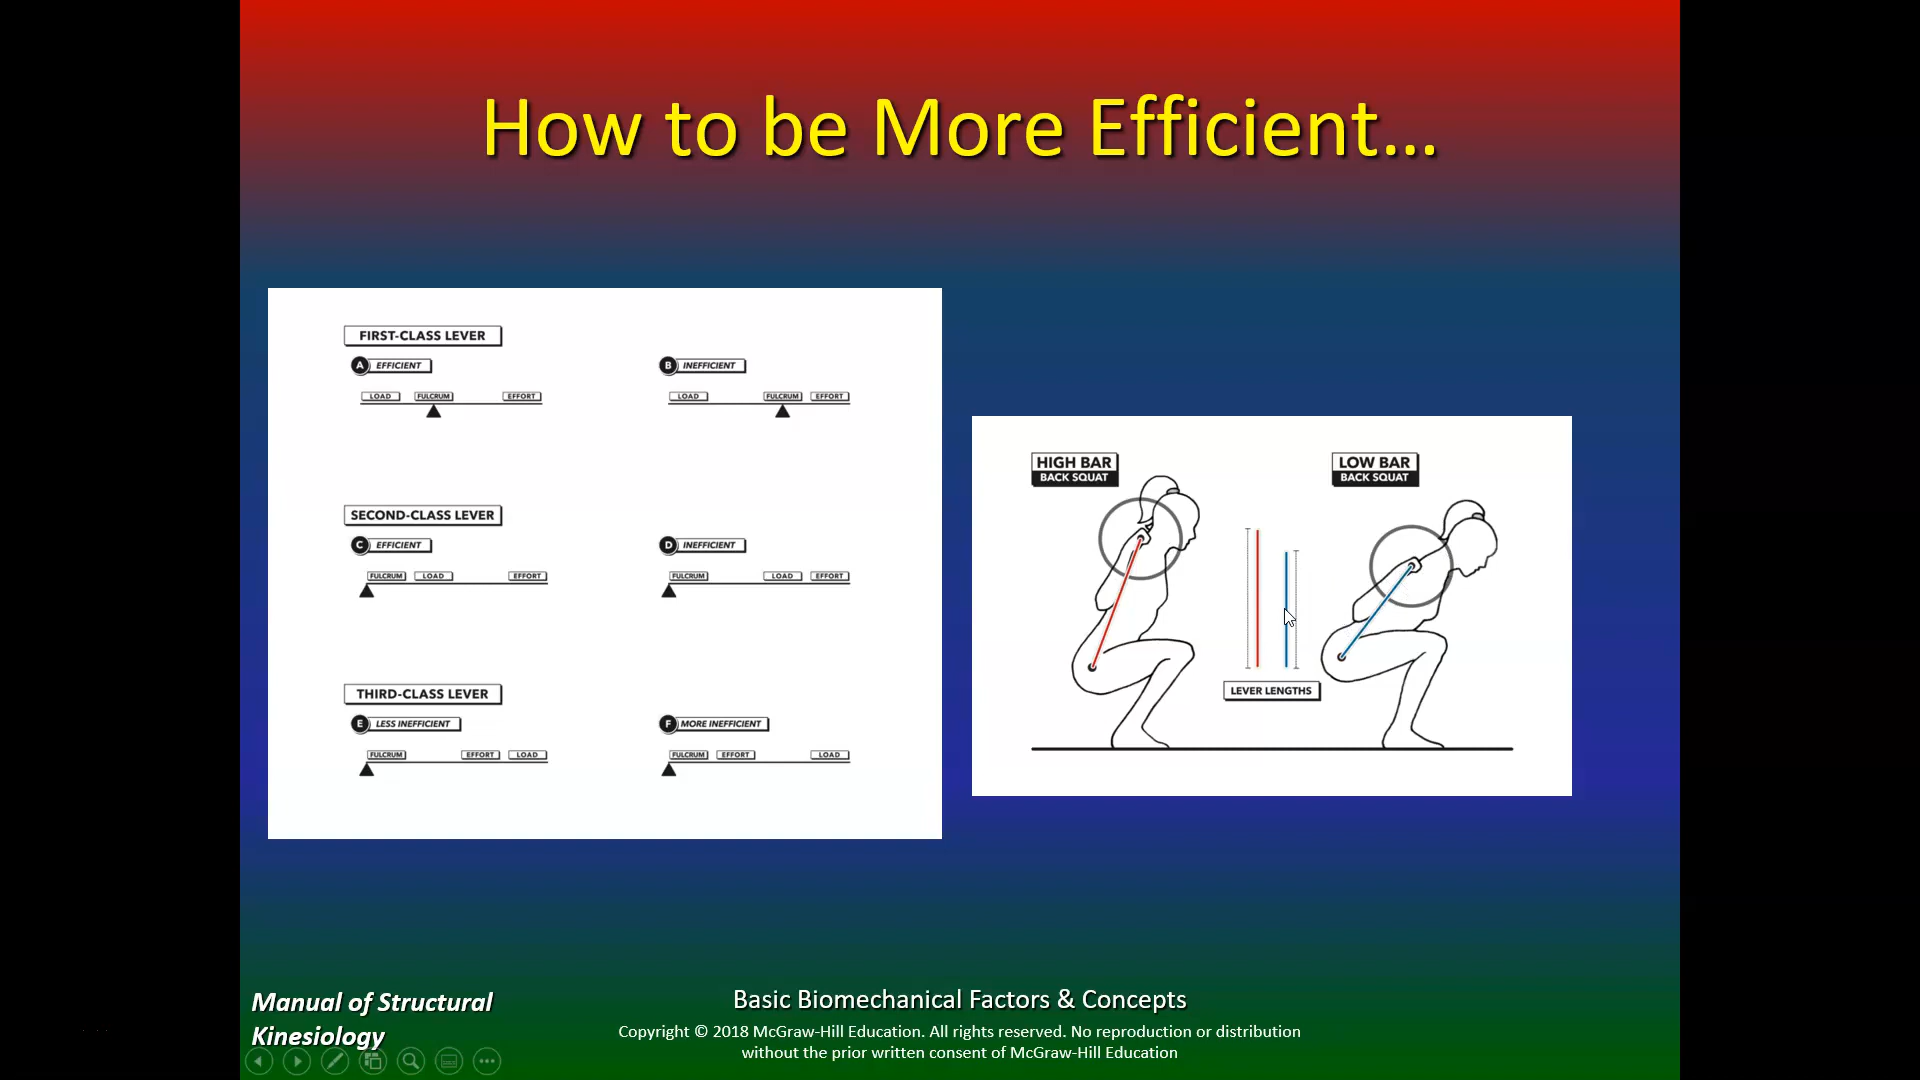 How to be More Efficient...
FIRST-CLASS LEVER
A EFFICIENT
LOAD FULCRUM EFFORT
B INEFFICIENT
LOAD FULCRUM EFFORT
SECOND-CLASS LEVER
C EFFICIENT
FULCRUM LOAD EFFORT
D INEFFICIENT
FULCRUM LOAD EFFORT
THIRD-CLASS LEVER
E LESS INEFFICIENT
FULCRUM EFFORT LOAD
F MORE INEFFICIENT
FULCRUM EFFORT LOAD
HIGH BAR
BACK SQUAT
LOW BAR
BACK SQUAT
LEVER LENGTHS
Manual of Structural
Kinesiology
Basic Biomechanical Factors & Concepts
Copyright © 2018 McGraw-Hill Education. All rights reserved. No reproduction or distribution
without the prior written consent of McGraw-Hill Education